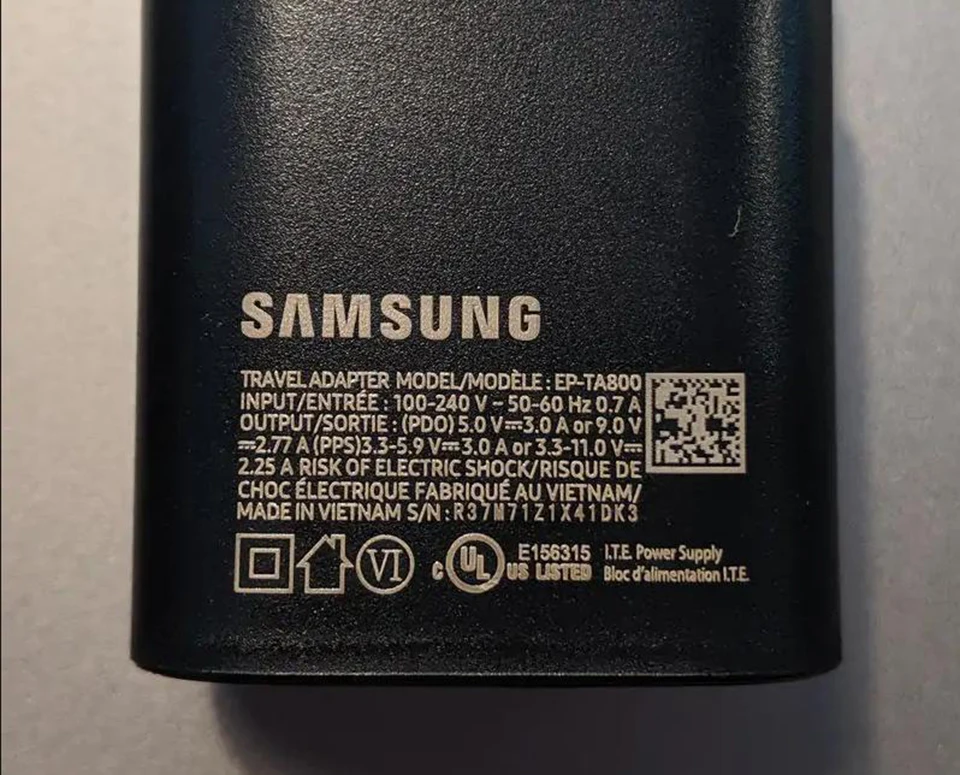 SAMSUNG
TRAVEL ADAPTER MODEL/MODÈLE : EP-TA800
INPUT/ENTRÉE : 100-240 V ~ 50-60 Hz 0.7 A
OUTPUT/SORTIE : (PDO) 5.0 V⎓3.0 A or 9.0 V
⎓2.77 A (PPS)3.3-5.9 V⎓3.0 A or 3.3-11.0 V⎓
2.25 A RISK OF ELECTRIC SHOCK/RISQUE DE
CHOC ÉLECTRIQUE FABRIQUÉ AU VIETNAM/
MADE IN VIETNAM S/N : R37M71Z1X41DK3
VI
c UL US LISTED
E156315
I.T.E. Power Supply
Bloc d'alimentation I.T.E.